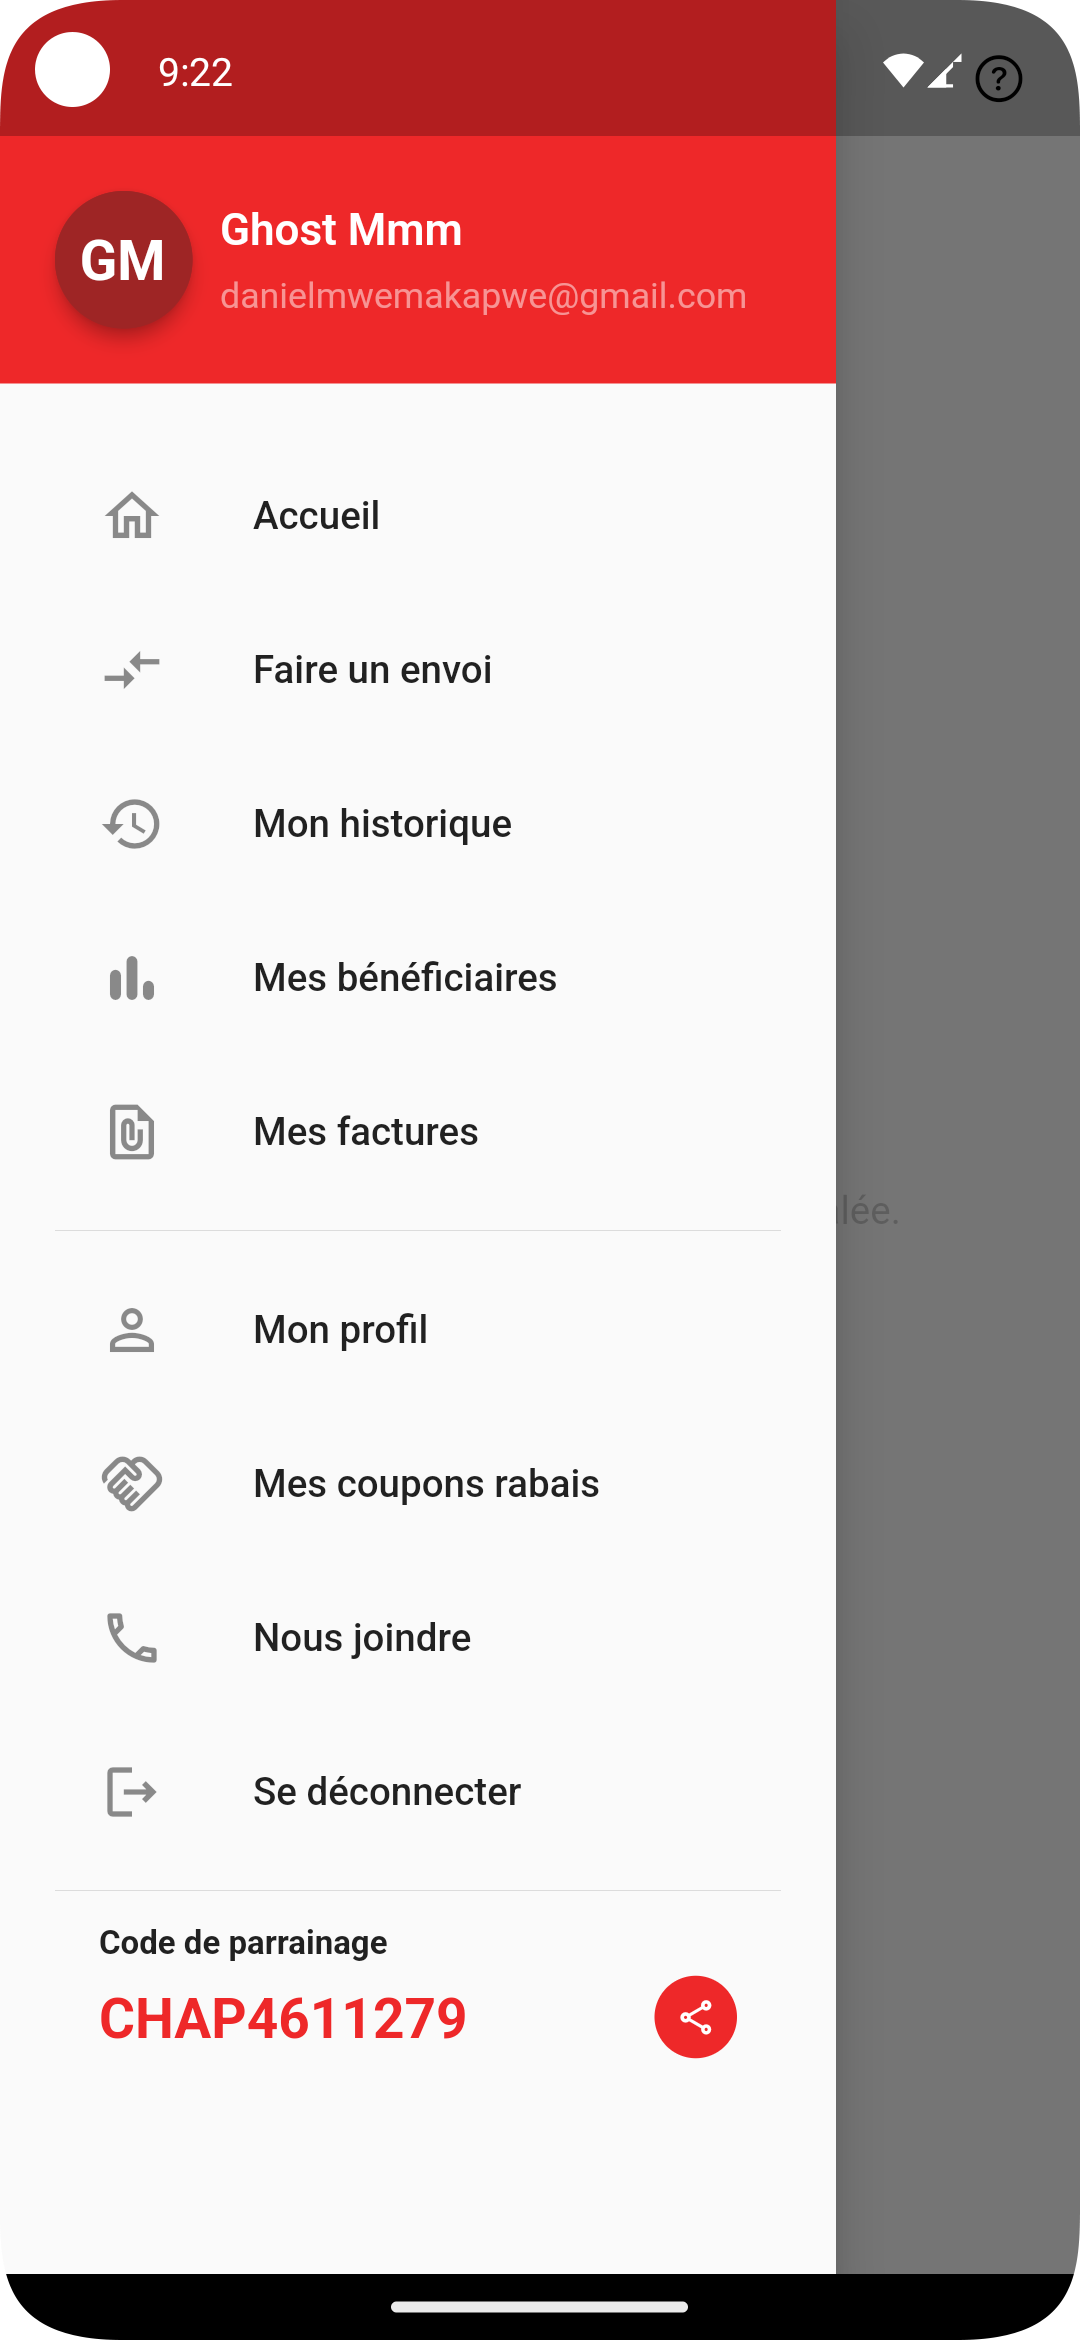 9:22
GM
Ghost Mmm
danielmwemakapwe@gmail.com
Accueil
Faire un envoi
Mon historique
Mes bénéficiaires
Mes factures
lée.
Mon profil
Mes coupons rabais
Nous joindre
Se déconnecter
Code de parrainage
CHAP4611279